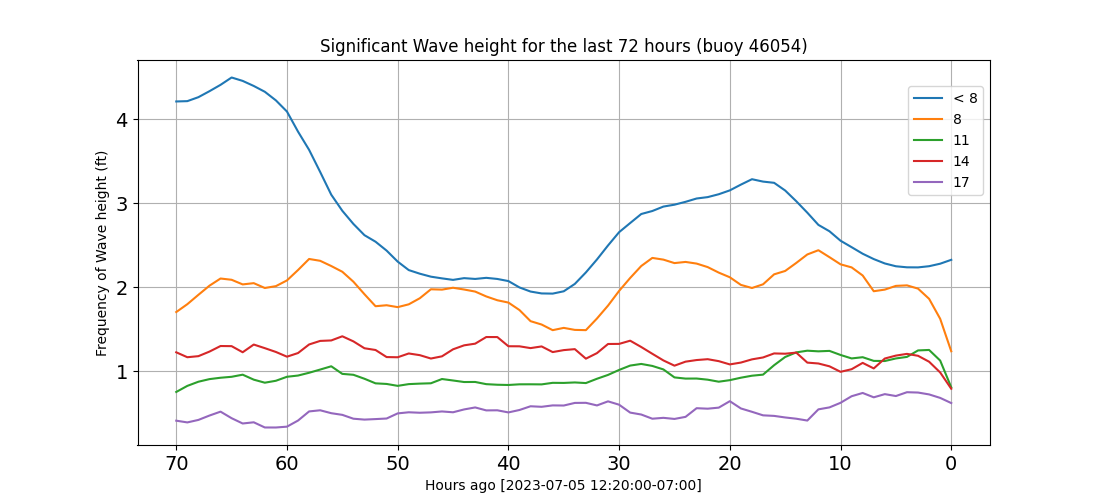 Significant Wave height for the last 72 hours (buoy 46054)
Frequency of Wave height (ft)
4
3
2
1
< 8
8
11
14
17
70 60 50 40 30 20 10 0
Hours ago [2023-07-05 12:20:00-07:00]